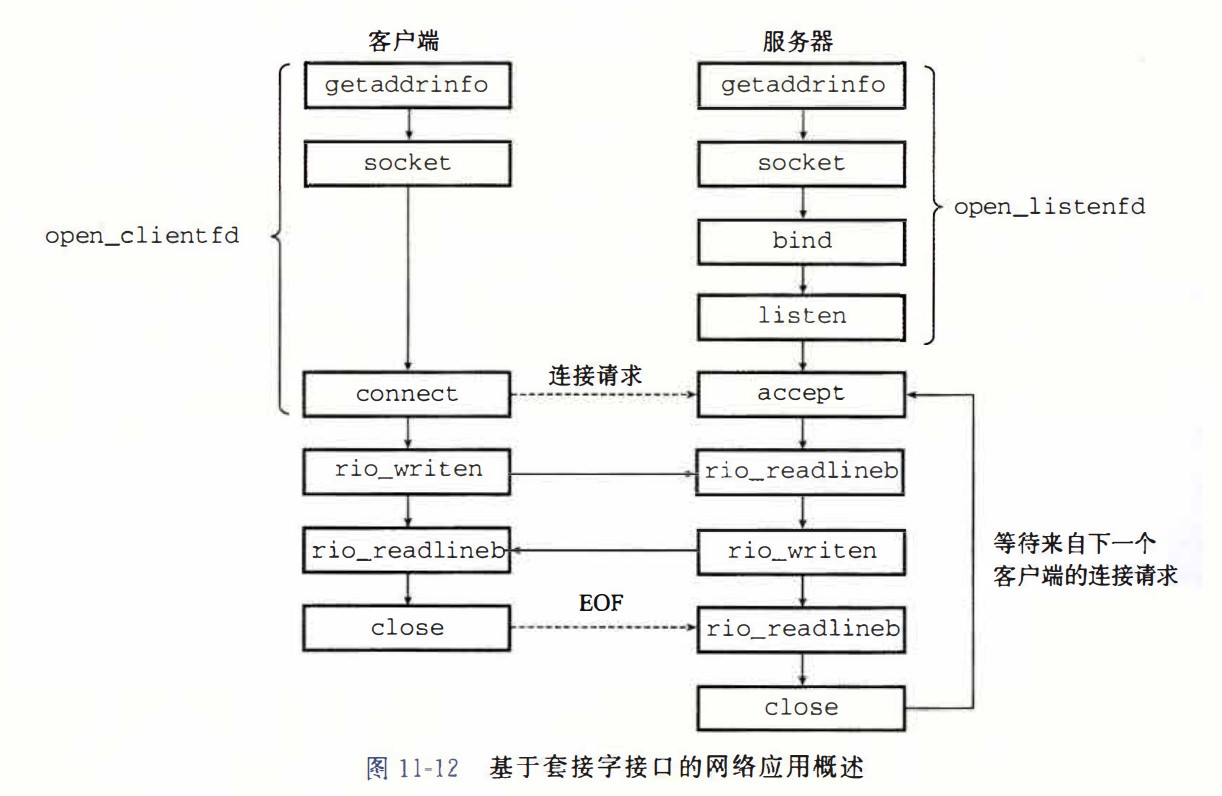 客户端
服务器
getaddrinfo
getaddrinfo
socket
socket
open_clientfd
bind
open_listenfd
listen
connect
连接请求
accept
rio_writen
rio_readlineb
rio_readlineb
rio_writen
等待来自下一个
客户端的连接请求
close
EOF
rio_readlineb
close
图 11-12 基于套接字接口的网络应用概述